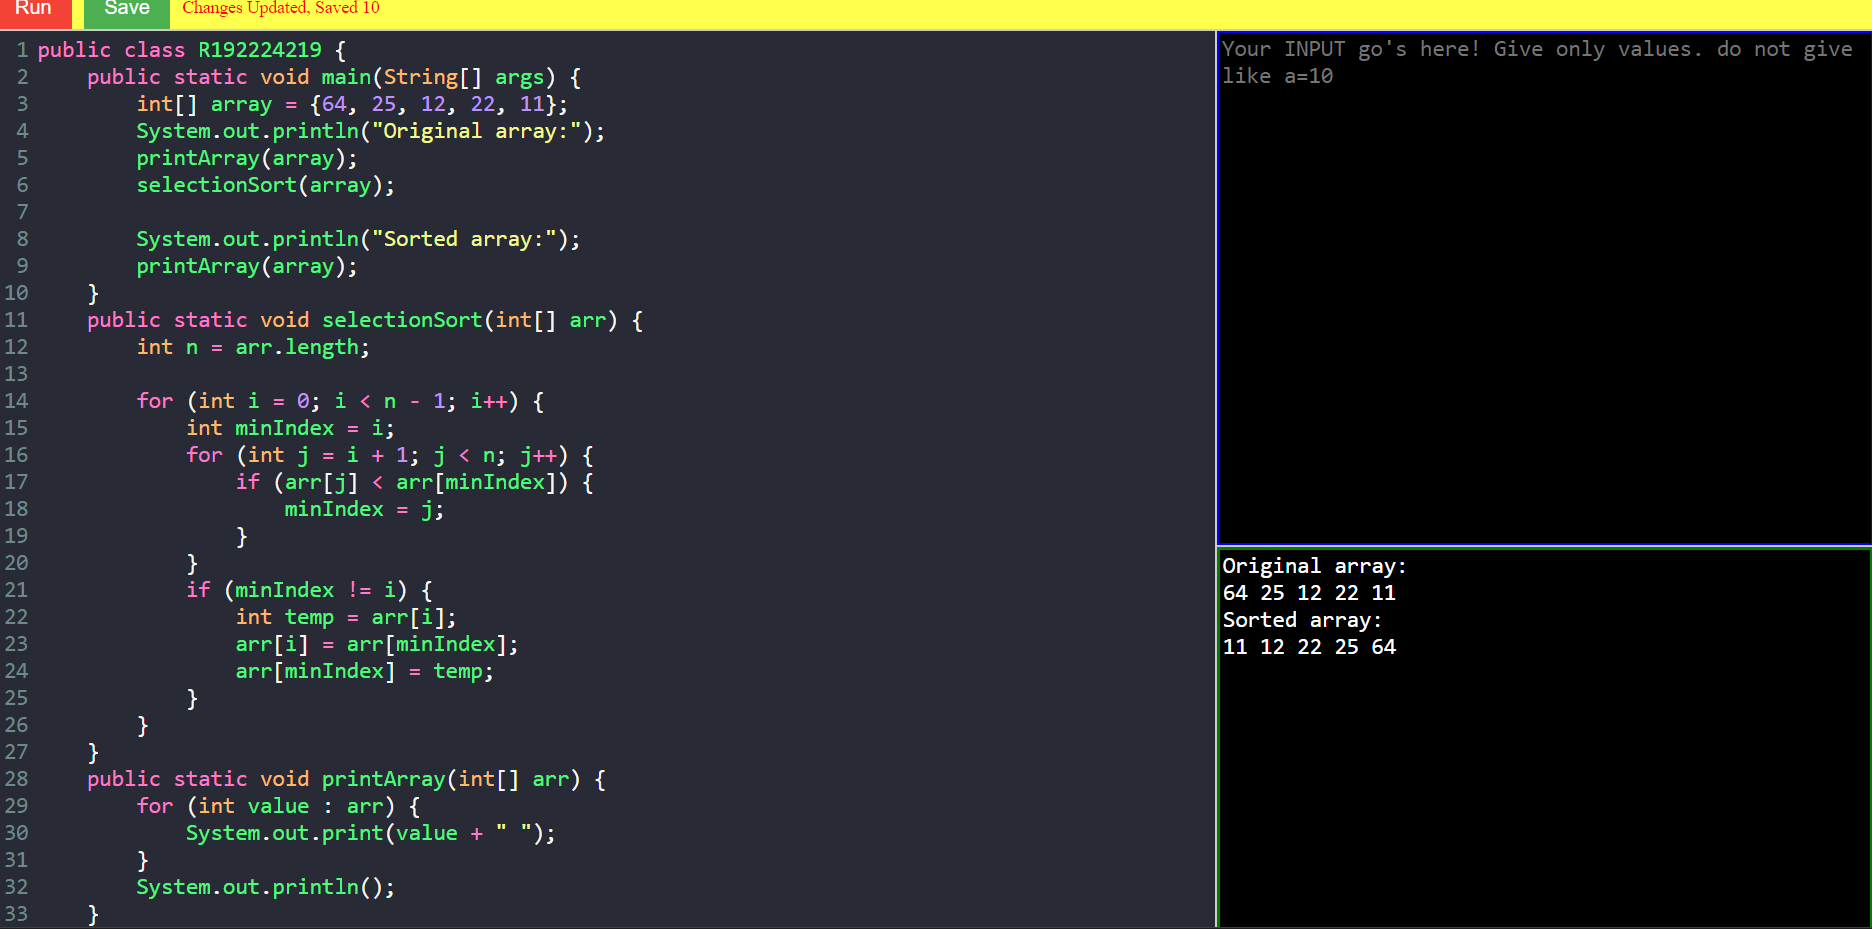 Run Save Changes Updated, Saved 10
1 public class R192224219 {
2     public static void main(String[] args) {
3         int[] array = {64, 25, 12, 22, 11};
4         System.out.println("Original array:");
5         printArray(array);
6         selectionSort(array);
7
8         System.out.println("Sorted array:");
9         printArray(array);
10     }
11     public static void selectionSort(int[] arr) {
12         int n = arr.length;
13
14         for (int i = 0; i < n - 1; i++) {
15             int minIndex = i;
16             for (int j = i + 1; j < n; j++) {
17                 if (arr[j] < arr[minIndex]) {
18                     minIndex = j;
19                 }
20             }
21             if (minIndex != i) {
22                 int temp = arr[i];
23                 arr[i] = arr[minIndex];
24                 arr[minIndex] = temp;
25             }
26         }
27     }
28     public static void printArray(int[] arr) {
29         for (int value : arr) {
30             System.out.print(value + " ");
31         }
32         System.out.println();
33     }
Your INPUT go's here! Give only values. do not give
like a=10
Original array:
64 25 12 22 11
Sorted array:
11 12 22 25 64